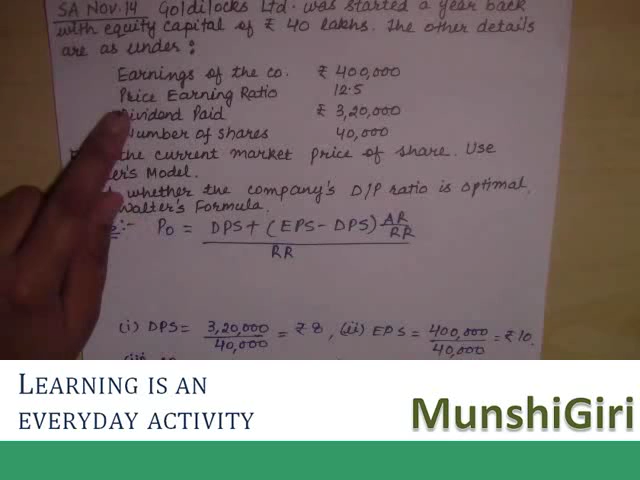 SA NOV.14 Goldilocks Ltd. was started a year back
with equity capital of ₹ 40 lakhs. The other details
are as under:
Earnings of the co. ₹ 400,000
Price Earning Ratio 12.5
Dividend Paid ₹ 3,20,000
Number of shares 40,000
the current market price of share. Use
Model.
whether the company's D/P ratio is optimal,
Walter's Formula.
P0 = DPS + (EPS - DPS) AR/RR
RR
(i) DPS = 3,20,000/40,000 = ₹ 8, (ii) EPS = 400,000/40,000 = ₹ 10.
LEARNING IS AN
EVERYDAY ACTIVITY
MunshiGiri